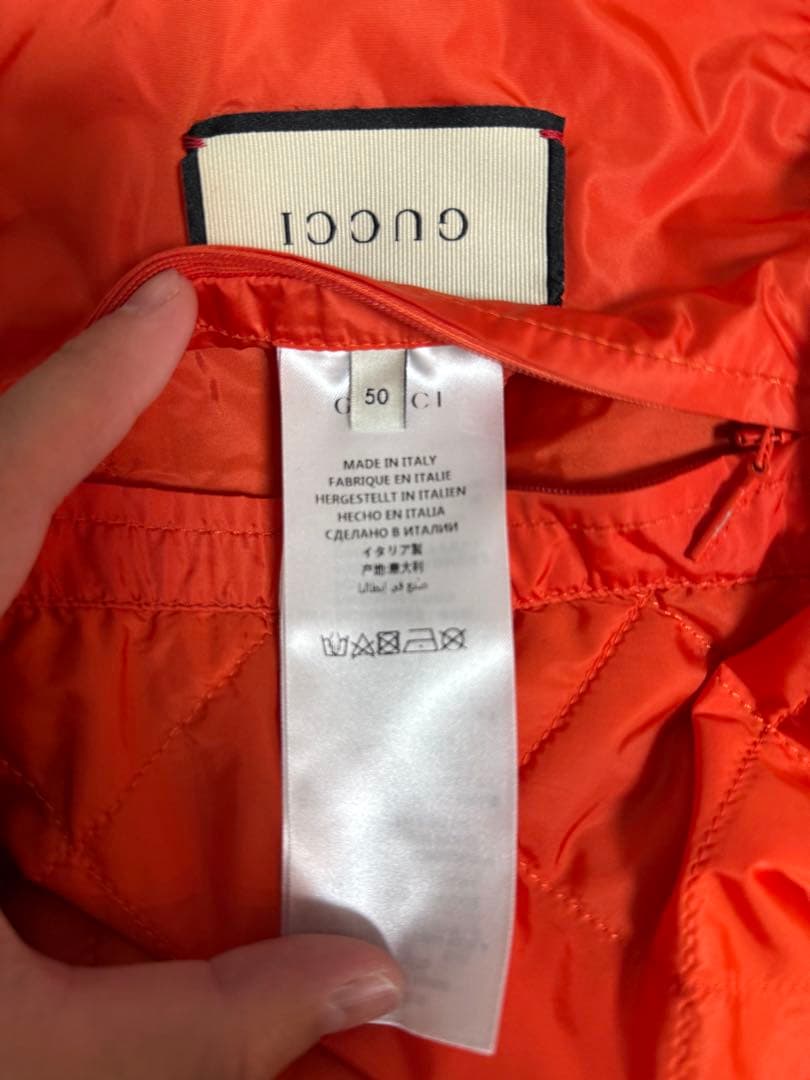 GUCCI
50
G CI
MADE IN ITALY
FABRIQUE EN ITALIE
HERGESTELLT IN ITALIEN
HECHO EN ITALIA
СДЕЛАНО В ИТАЛИИ
イタリア製
产地:意大利
صنع في إيطاليا